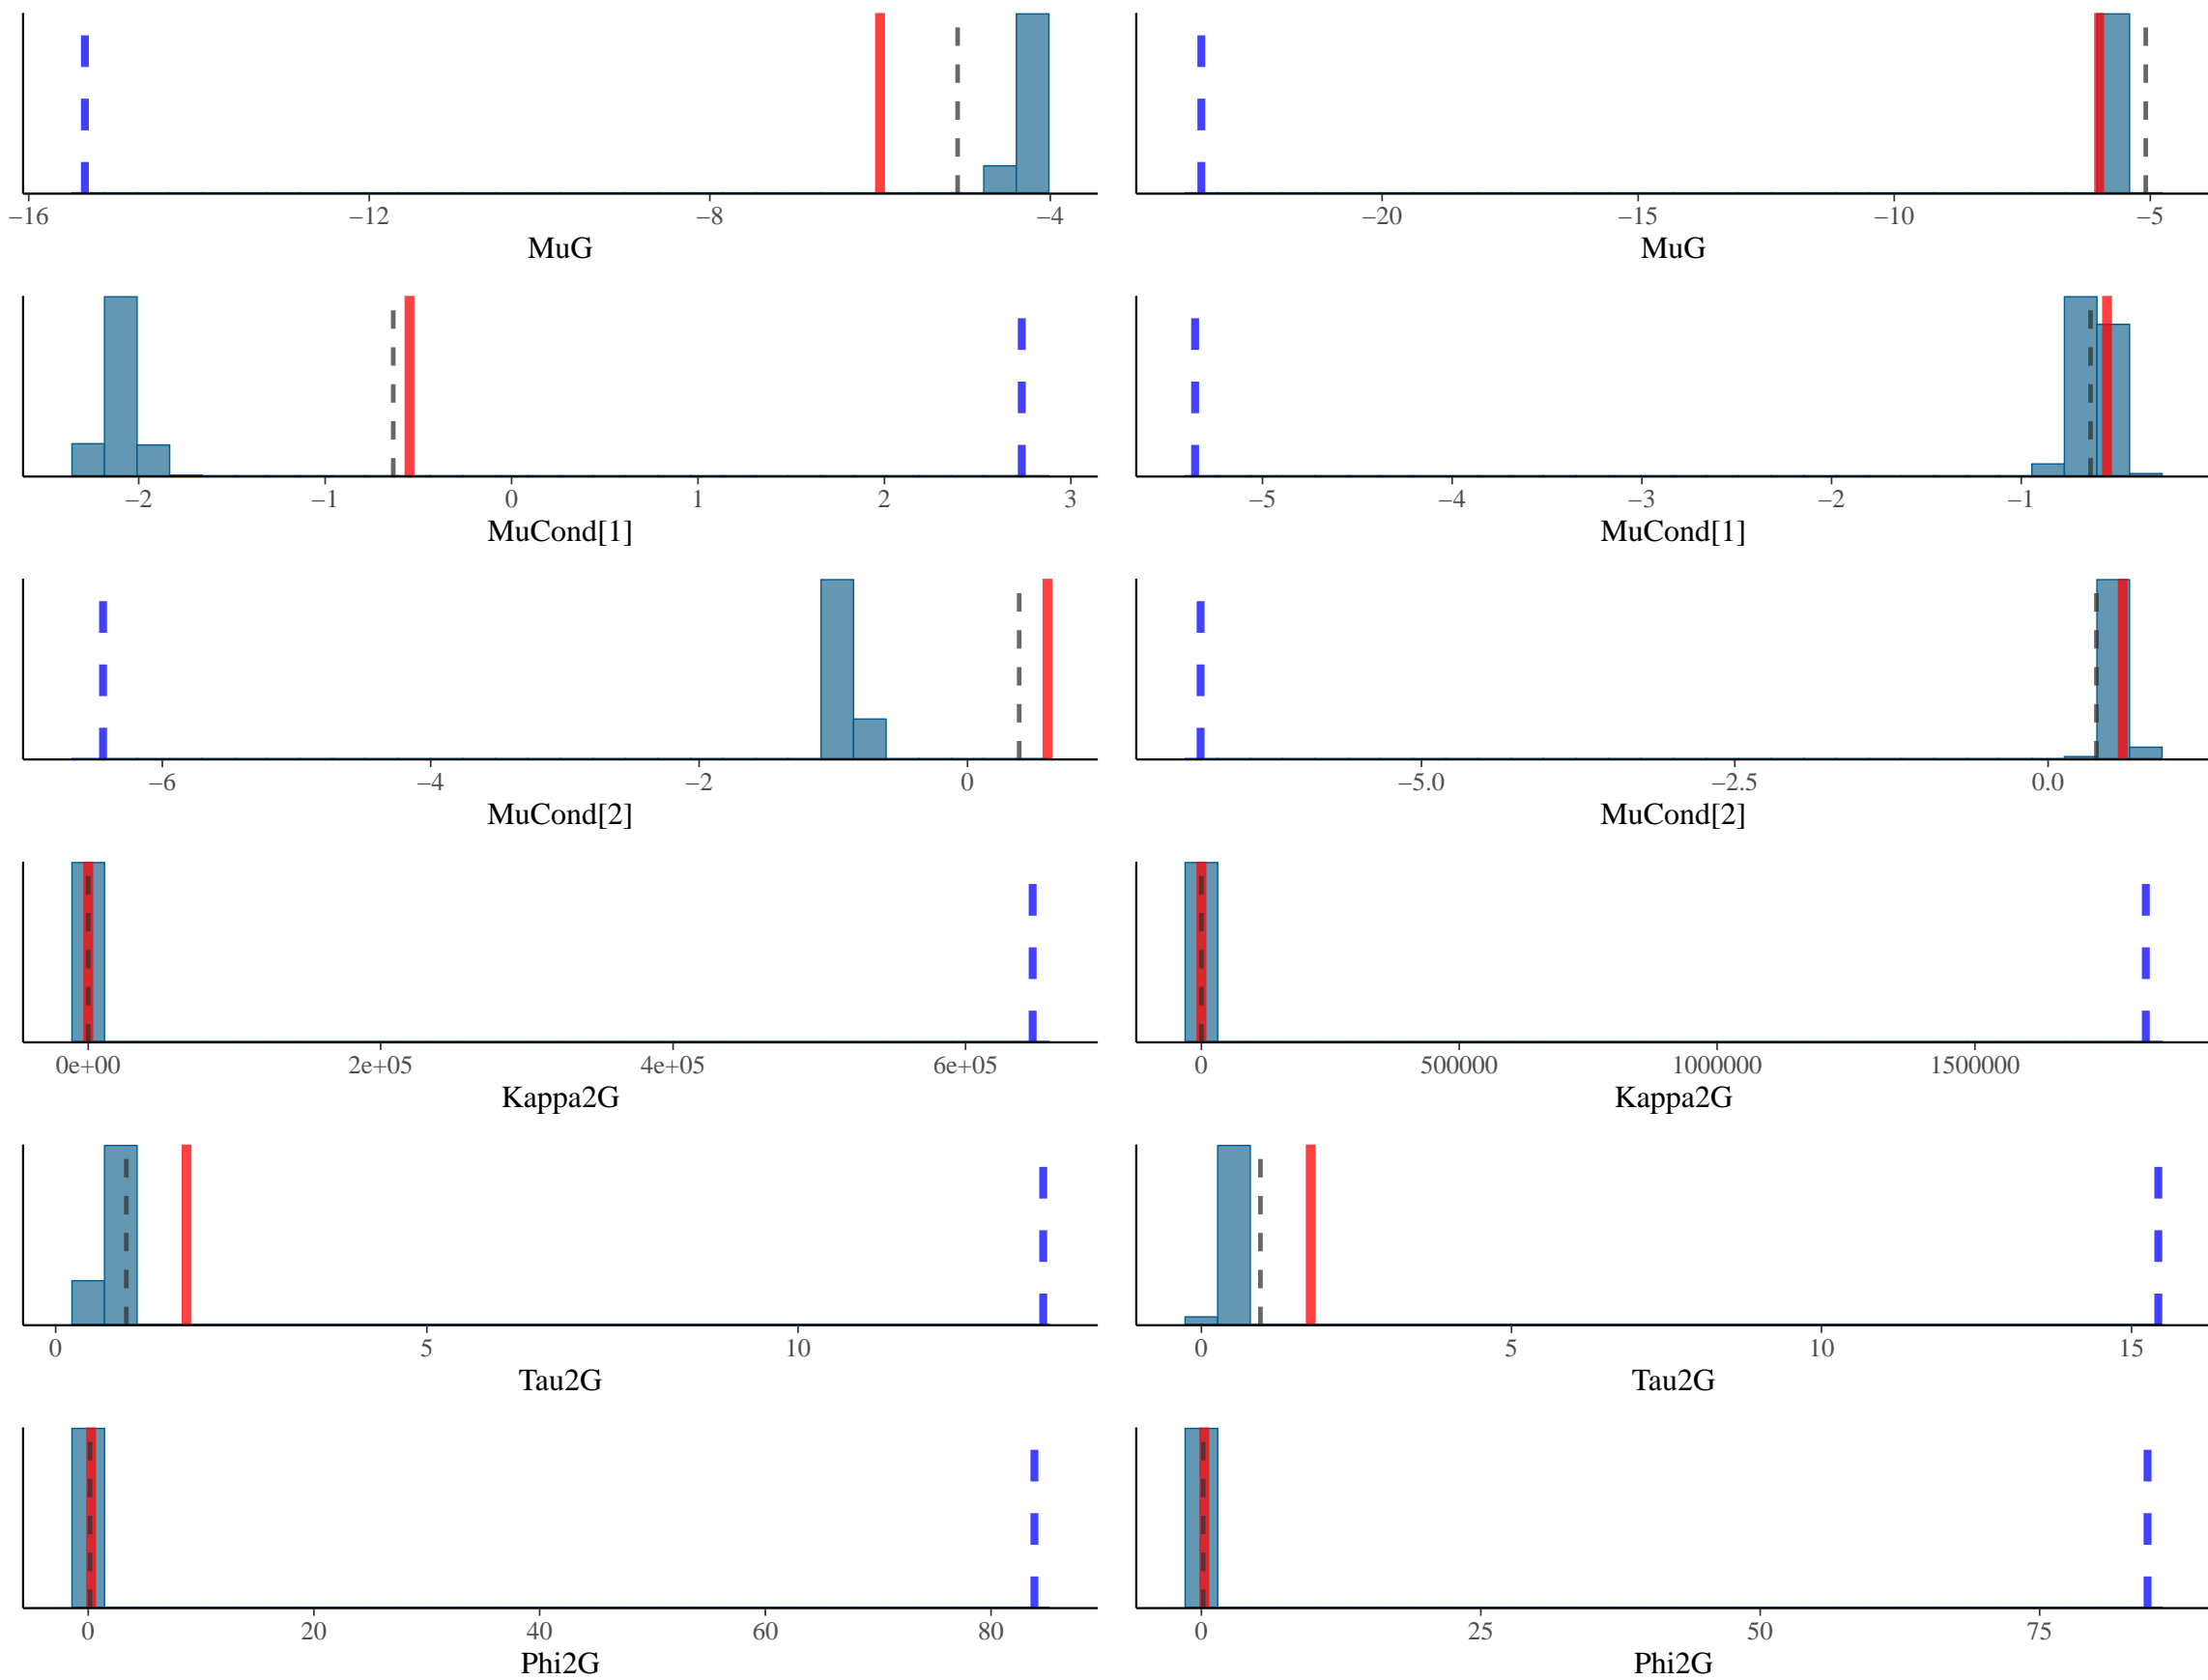 −16 −12 −8 −4 −20 −15 −10 −5
MuG MuG
−2 −1 0 1 2 3 −5 −4 −3 −2 −1
MuCond[1] MuCond[1]
−6 −4 −2 0 −5.0 −2.5 0.0
MuCond[2] MuCond[2]
0e+00 2e+05 4e+05 6e+05 0 500000 1000000 1500000
Kappa2G Kappa2G
0 5 10 0 5 10 15
Tau2G Tau2G
0 20 40 60 80 0 25 50 75
Phi2G Phi2G